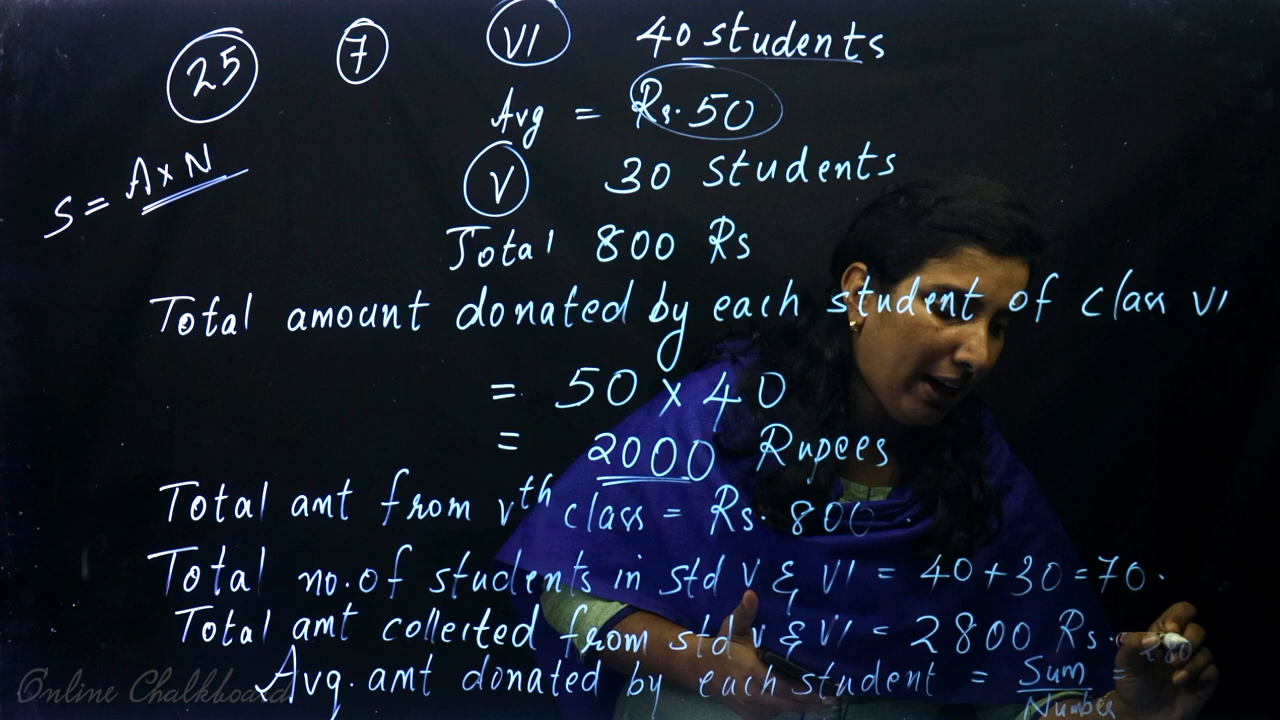 25 7 VI 40 students
Avg = Rs. 50
S = A x N
V 30 students
Total 800 Rs
Total amount donated by each student of class VI
= 50 x 40
= 2000 Rupees
Total amt from Vth class = Rs. 800.
Total no. of students in std V & VI = 40 + 30 = 70.
Total amt collected from std V & VI = 2800 Rs.
Avg. amt donated by each student = Sum / Number =
280
Online Chalkboard